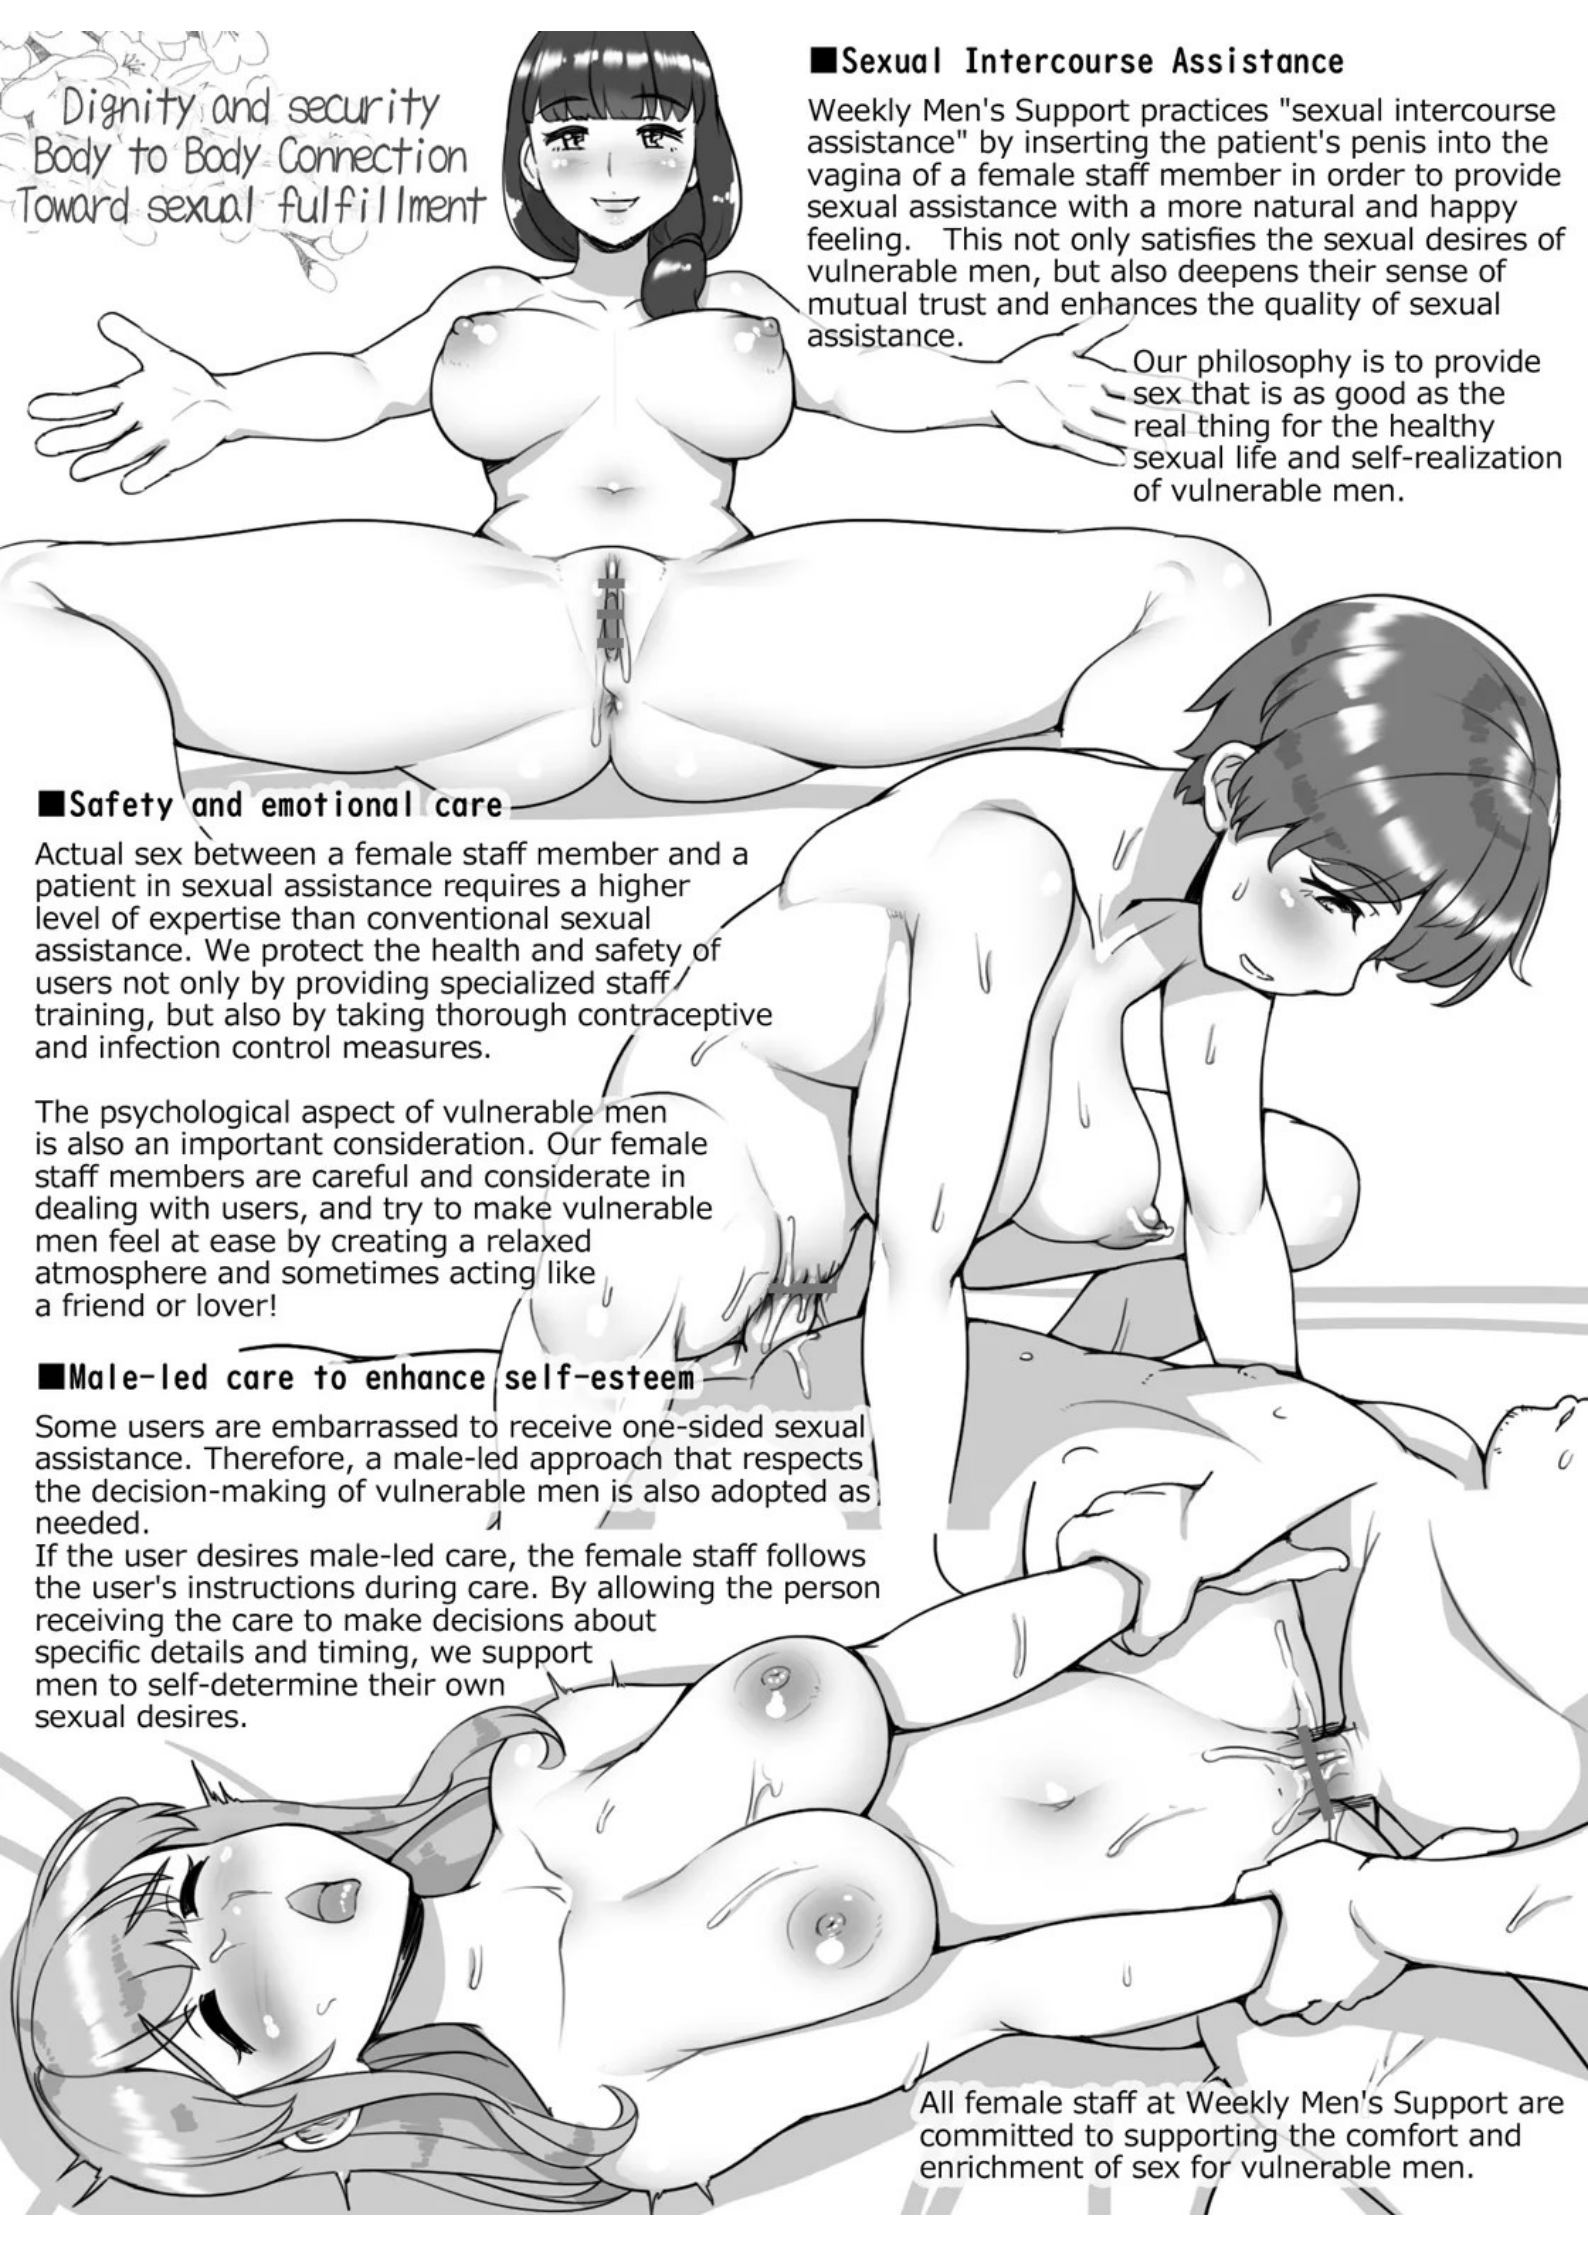 Dignity and security
Body to Body Connection
Toward sexual fulfillment
■Sexual Intercourse Assistance
Weekly Men's Support practices "sexual intercourse
assistance" by inserting the patient's penis into the
vagina of a female staff member in order to provide
sexual assistance with a more natural and happy
feeling.  This not only satisfies the sexual desires of
vulnerable men, but also deepens their sense of
mutual trust and enhances the quality of sexual
assistance.
Our philosophy is to provide
sex that is as good as the
real thing for the healthy
sexual life and self-realization
of vulnerable men.
■Safety and emotional care
Actual sex between a female staff member and a
patient in sexual assistance requires a higher
level of expertise than conventional sexual
assistance. We protect the health and safety of
users not only by providing specialized staff
training, but also by taking thorough contraceptive
and infection control measures.
The psychological aspect of vulnerable men
is also an important consideration. Our female
staff members are careful and considerate in
dealing with users, and try to make vulnerable
men feel at ease by creating a relaxed
atmosphere and sometimes acting like
a friend or lover!
■Male-led care to enhance self-esteem
Some users are embarrassed to receive one-sided sexual
assistance. Therefore, a male-led approach that respects
the decision-making of vulnerable men is also adopted as
needed.
If the user desires male-led care, the female staff follows
the user's instructions during care. By allowing the person
receiving the care to make decisions about
specific details and timing, we support
men to self-determine their own
sexual desires.
All female staff at Weekly Men's Support are
committed to supporting the comfort and
enrichment of sex for vulnerable men.